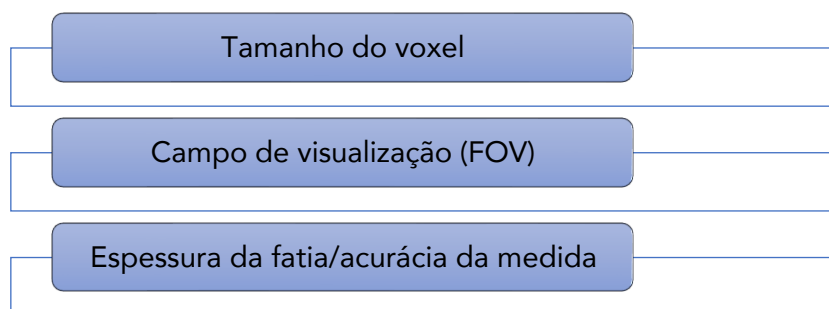 Tamanho do voxel
Campo de visualização (FOV)
Espessura da fatia/acurácia da medida